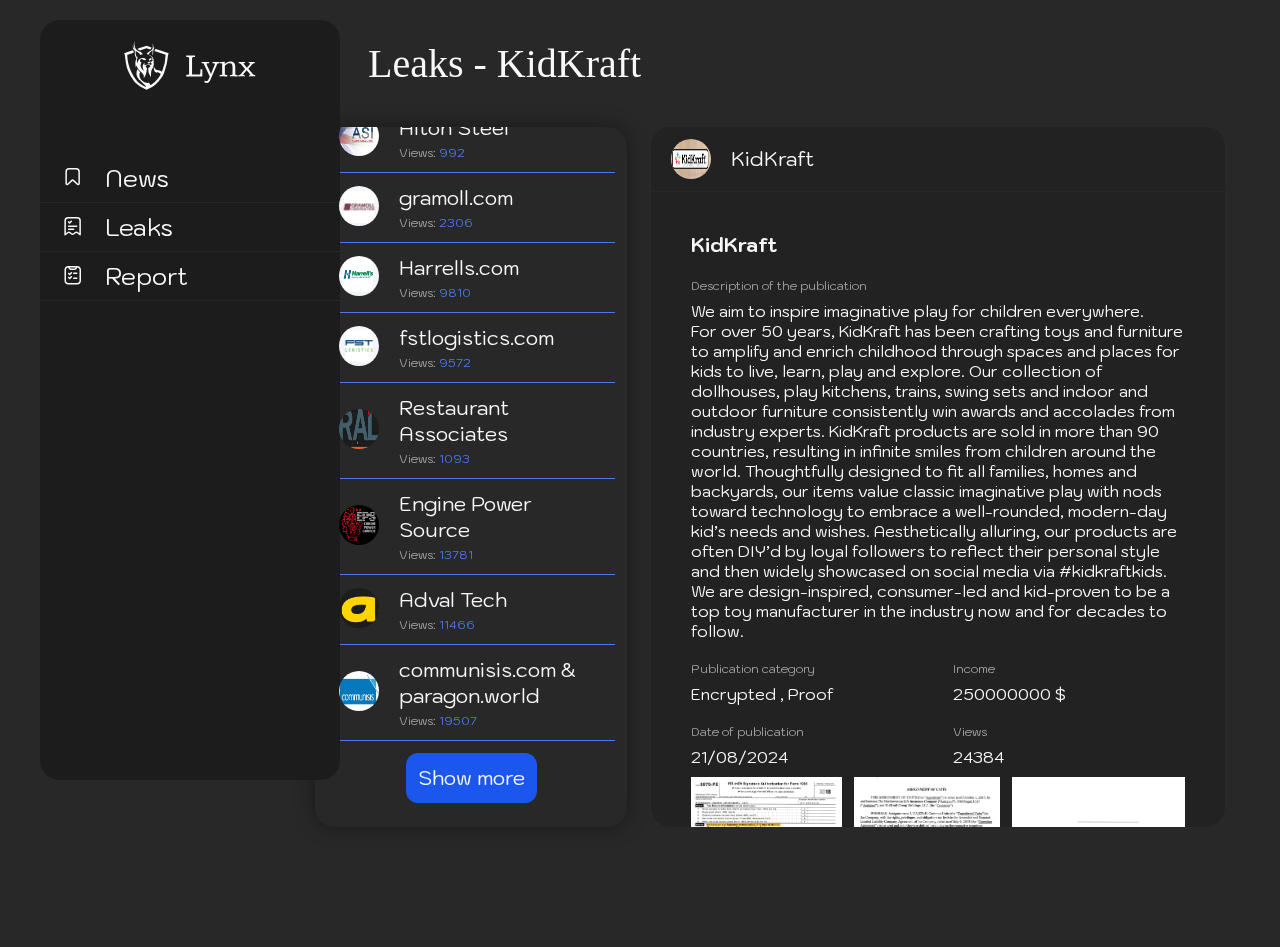 Lynx
News
Leaks
Report
Leaks - KidKraft
Hilton Steel
Views: 992
gramoll.com
Views: 2306
Harrells.com
Views: 9810
fstlogistics.com
Views: 9572
Restaurant
Associates
Views: 1093
Engine Power
Source
Views: 13781
Adval Tech
Views: 11466
communisis.com &
paragon.world
Views: 19507
Show more
KidKraft
KidKraft
Description of the publication
We aim to inspire imaginative play for children everywhere.
For over 50 years, KidKraft has been crafting toys and furniture
to amplify and enrich childhood through spaces and places for
kids to live, learn, play and explore. Our collection of
dollhouses, play kitchens, trains, swing sets and indoor and
outdoor furniture consistently win awards and accolades from
industry experts. KidKraft products are sold in more than 90
countries, resulting in infinite smiles from children around the
world. Thoughtfully designed to fit all families, homes and
backyards, our items value classic imaginative play with nods
toward technology to embrace a well-rounded, modern-day
kid’s needs and wishes. Aesthetically alluring, our products are
often DIY’d by loyal followers to reflect their personal style
and then widely showcased on social media via #kidkraftkids.
We are design-inspired, consumer-led and kid-proven to be a
top toy manufacturer in the industry now and for decades to
follow.
Publication category
Income
Encrypted , Proof
250000000 $
Date of publication
Views
21/08/2024
24384